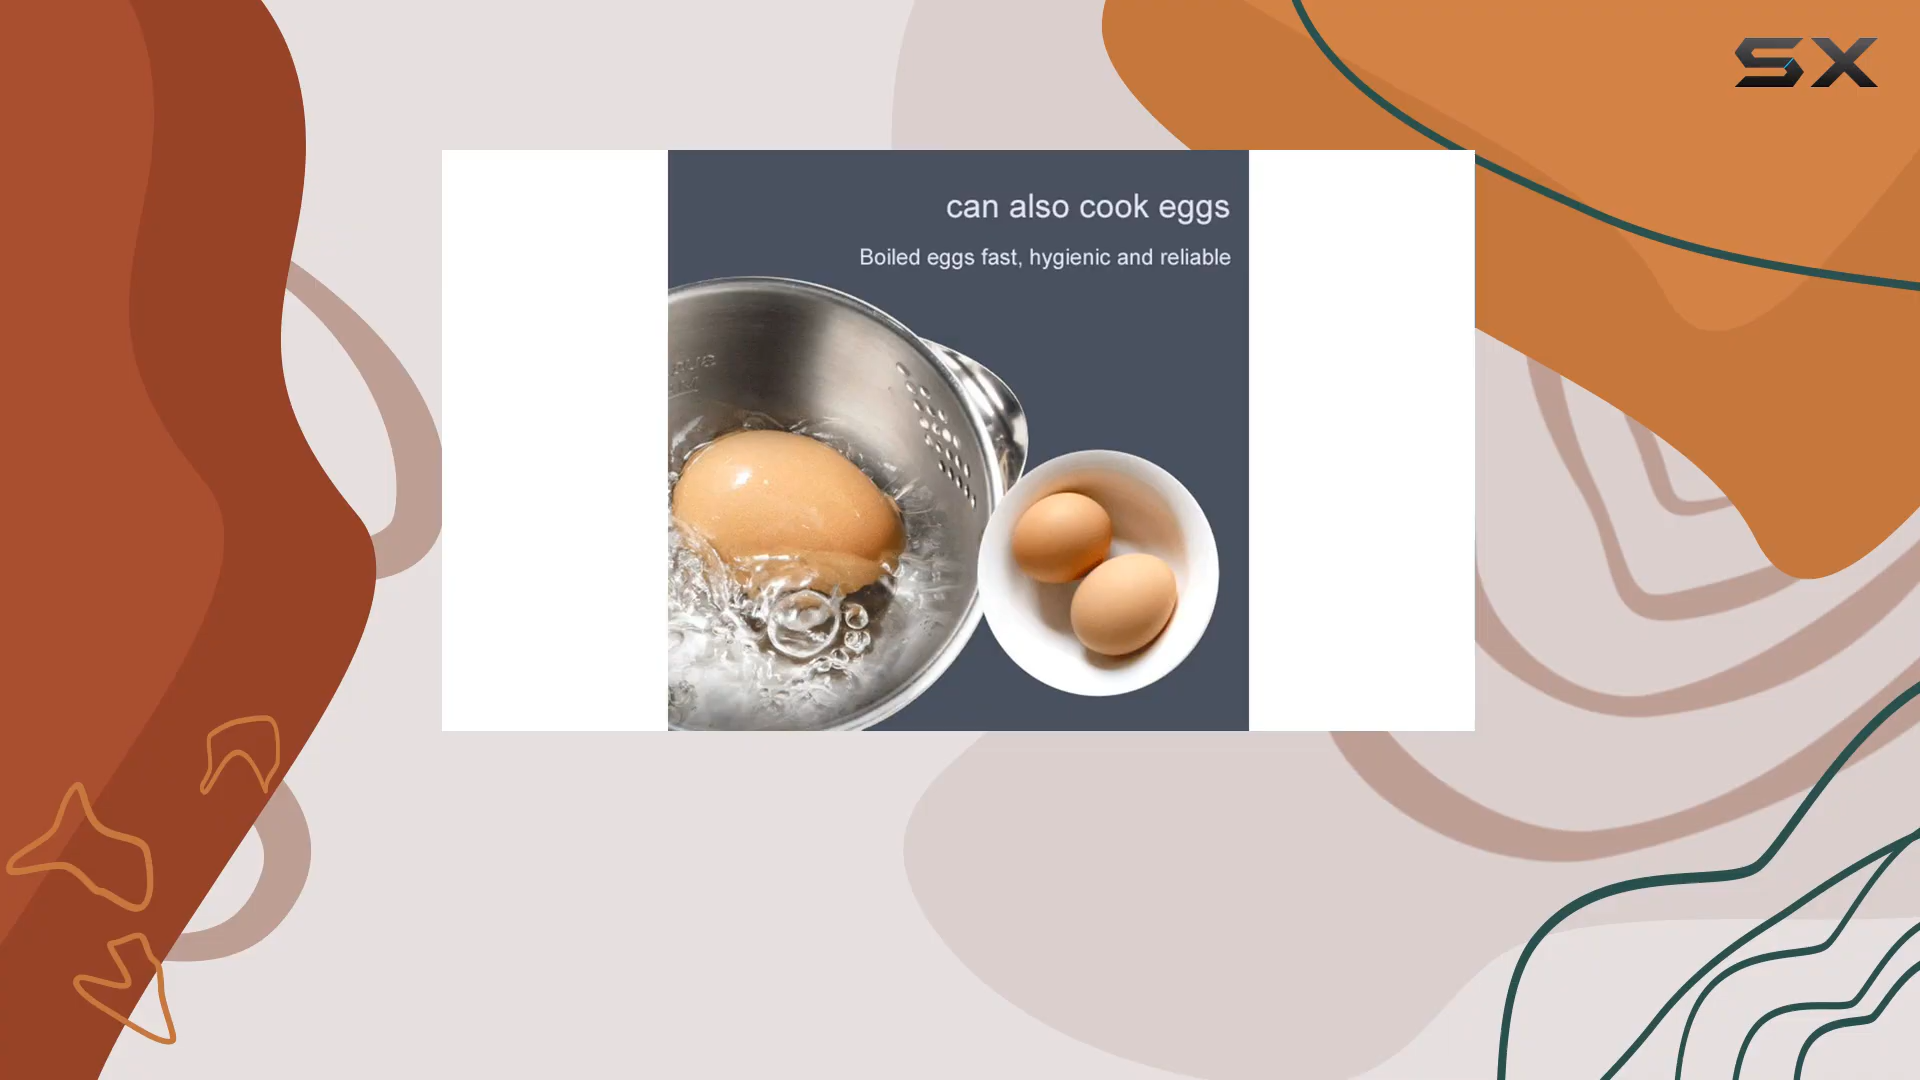 SX
can also cook eggs
Boiled eggs fast, hygienic and reliable